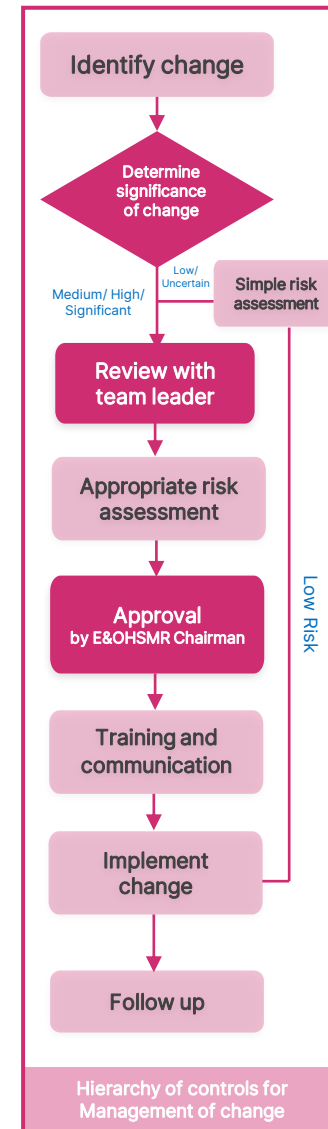 Identify change
Determine
significance
of change
Low/
Uncertain
Simple risk
assessment
Medium/ High/
Significant
Review with
team leader
Appropriate risk
assessment
Approval
by E&OHSMR Chairman
Low Risk
Training and
communication
Implement
change
Follow up
Hierarchy of controls for
Management of change